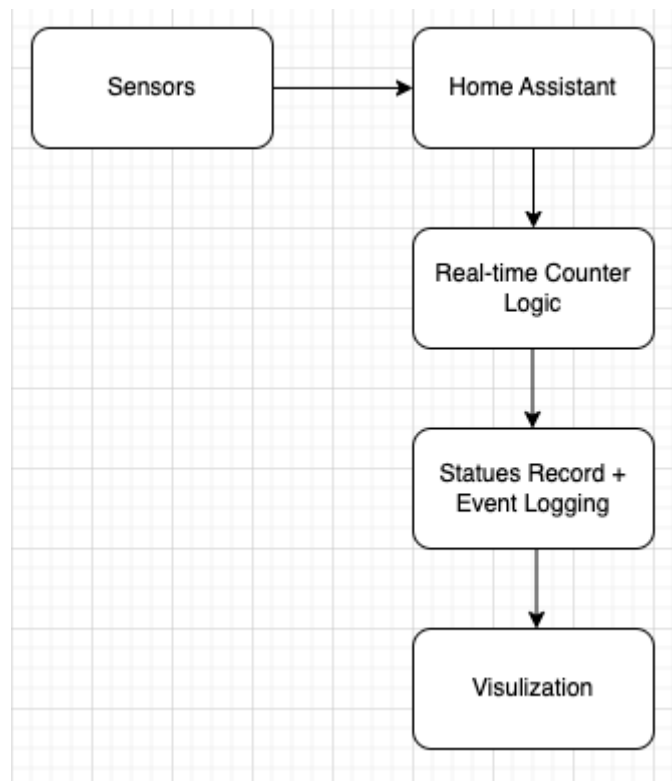 Sensors
Home Assistant
Real-time Counter
Logic
Statues Record +
Event Logging
Visulization